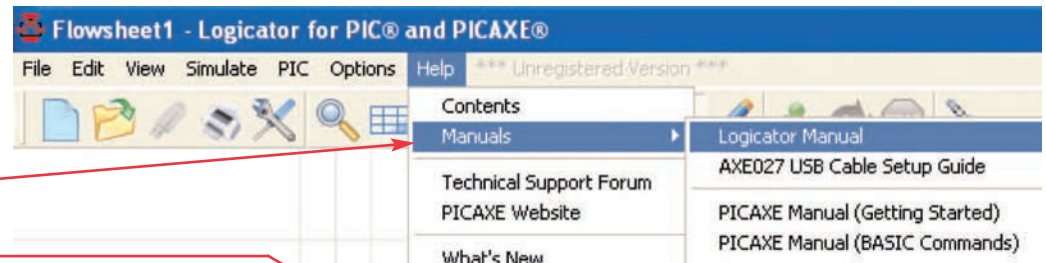 Flowsheet1 - Logicator for PIC® and PICAXE®
File Edit View Simulate PIC Options Help *** Unregistered Version ***
Contents
Manuals
Logicator Manual
AXE027 USB Cable Setup Guide
Technical Support Forum
PICAXE Website
PICAXE Manual (Getting Started)
PICAXE Manual (BASIC Commands)
What's New